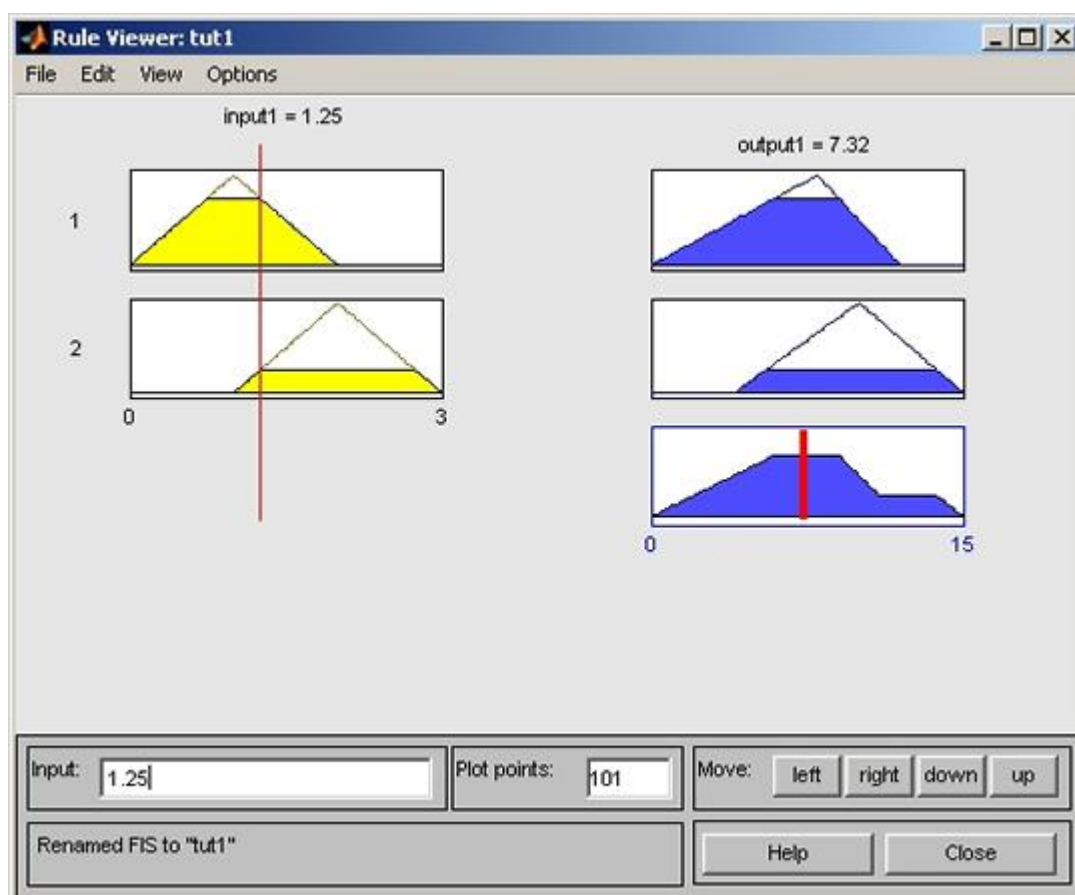 Rule Viewer: tut1
File Edit View Options
input1 = 1.25
output1 = 7.32
1
2
0 3
0 15
Input: 1.25 Plot points: 101 Move: left right down up
Renamed FIS to "tut1" Help Close